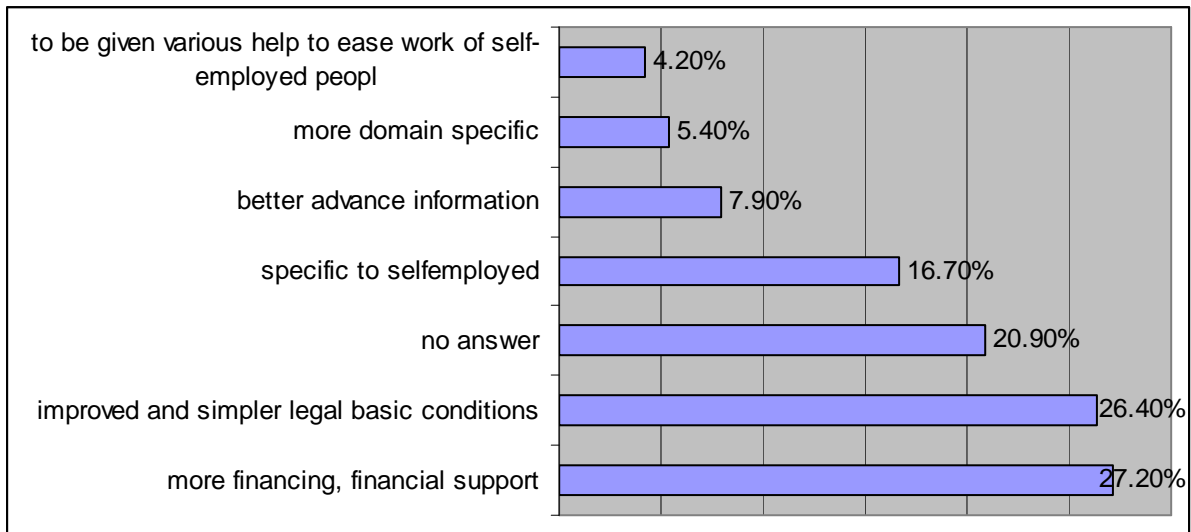 to be given various help to ease work of self-
employed peopl
4.20%
more domain specific
5.40%
better advance information
7.90%
specific to selfemployed
16.70%
no answer
20.90%
improved and simpler legal basic conditions
26.40%
more financing, financial support
27.20%